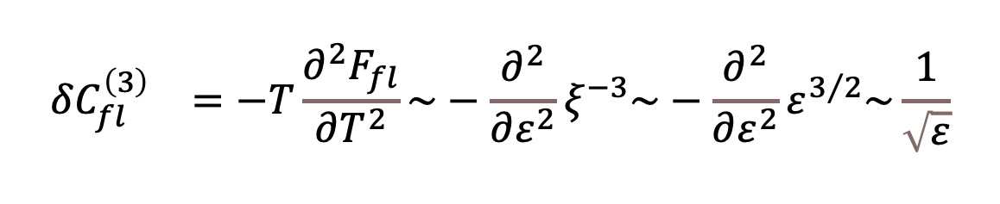 δC_{fl}^{(3)} = −T ∂²F_{fl}/∂T² ~ − ∂²/∂ε² ξ⁻³ ~ − ∂²/∂ε² ε^{3/2} ~ 1/√ε